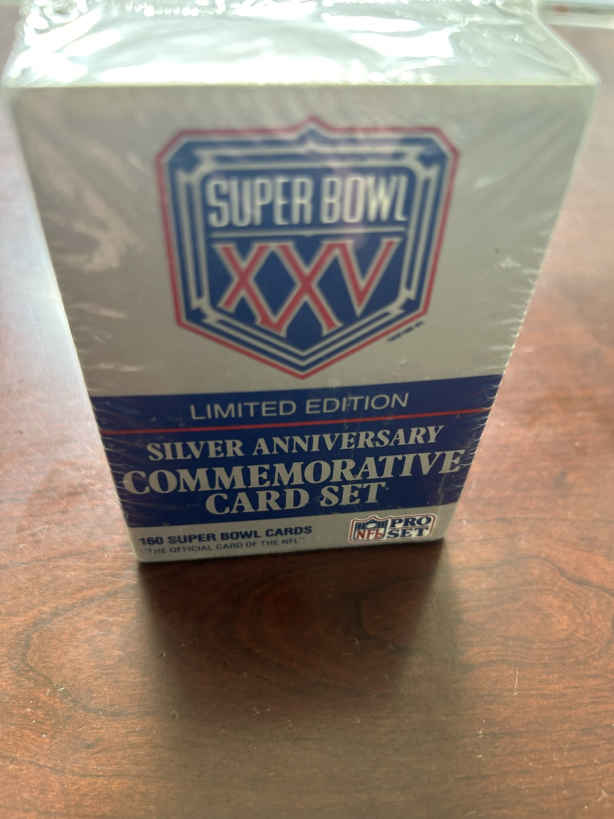 SUPER BOWL
XXV
LIMITED EDITION
SILVER ANNIVERSARY
COMMEMORATIVE
CARD SET
160 SUPER BOWL CARDS
"THE OFFICIAL CARD OF THE NFL"
NFL PRO SET